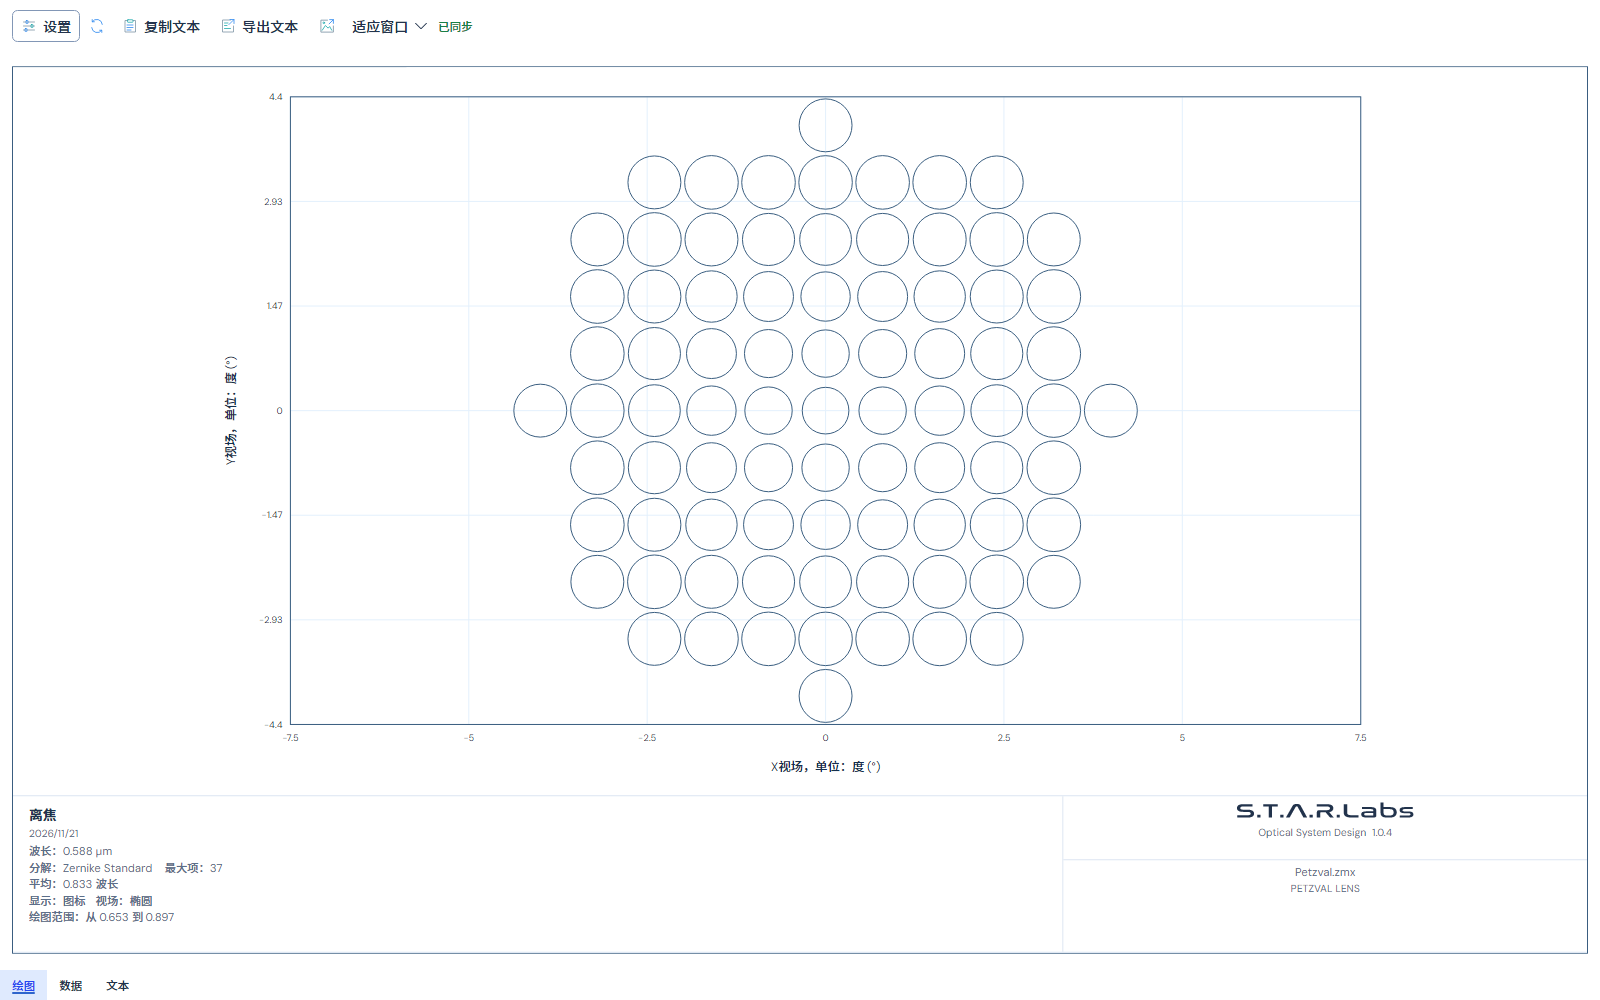 设置 复制文本 导出文本 适应窗口 已同步
4.4
2.93
1.47
0
-1.47
-2.93
-4.4
Y视场，单位：度 (°)
-7.5 -5 -2.5 0 2.5 5 7.5
X视场，单位：度 (°)
离焦
2026/11/21
波长：0.588 μm
分解：Zernike Standard 最大项：37
平均：0.833 波长
显示：图标 视场：椭圆
绘图范围：从 0.653 到 0.897
S.T.A.R.Labs
Optical System Design 1.0.4
Petzval.zmx
PETZVAL LENS
绘图 数据 文本